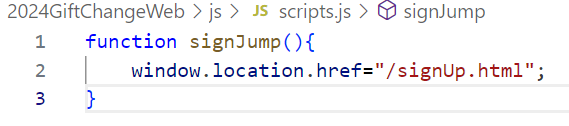 2024GiftChangeWeb > js > JS scripts.js > signJump
1 function signJump(){
2 window.location.href="/signUp.html";
3 }